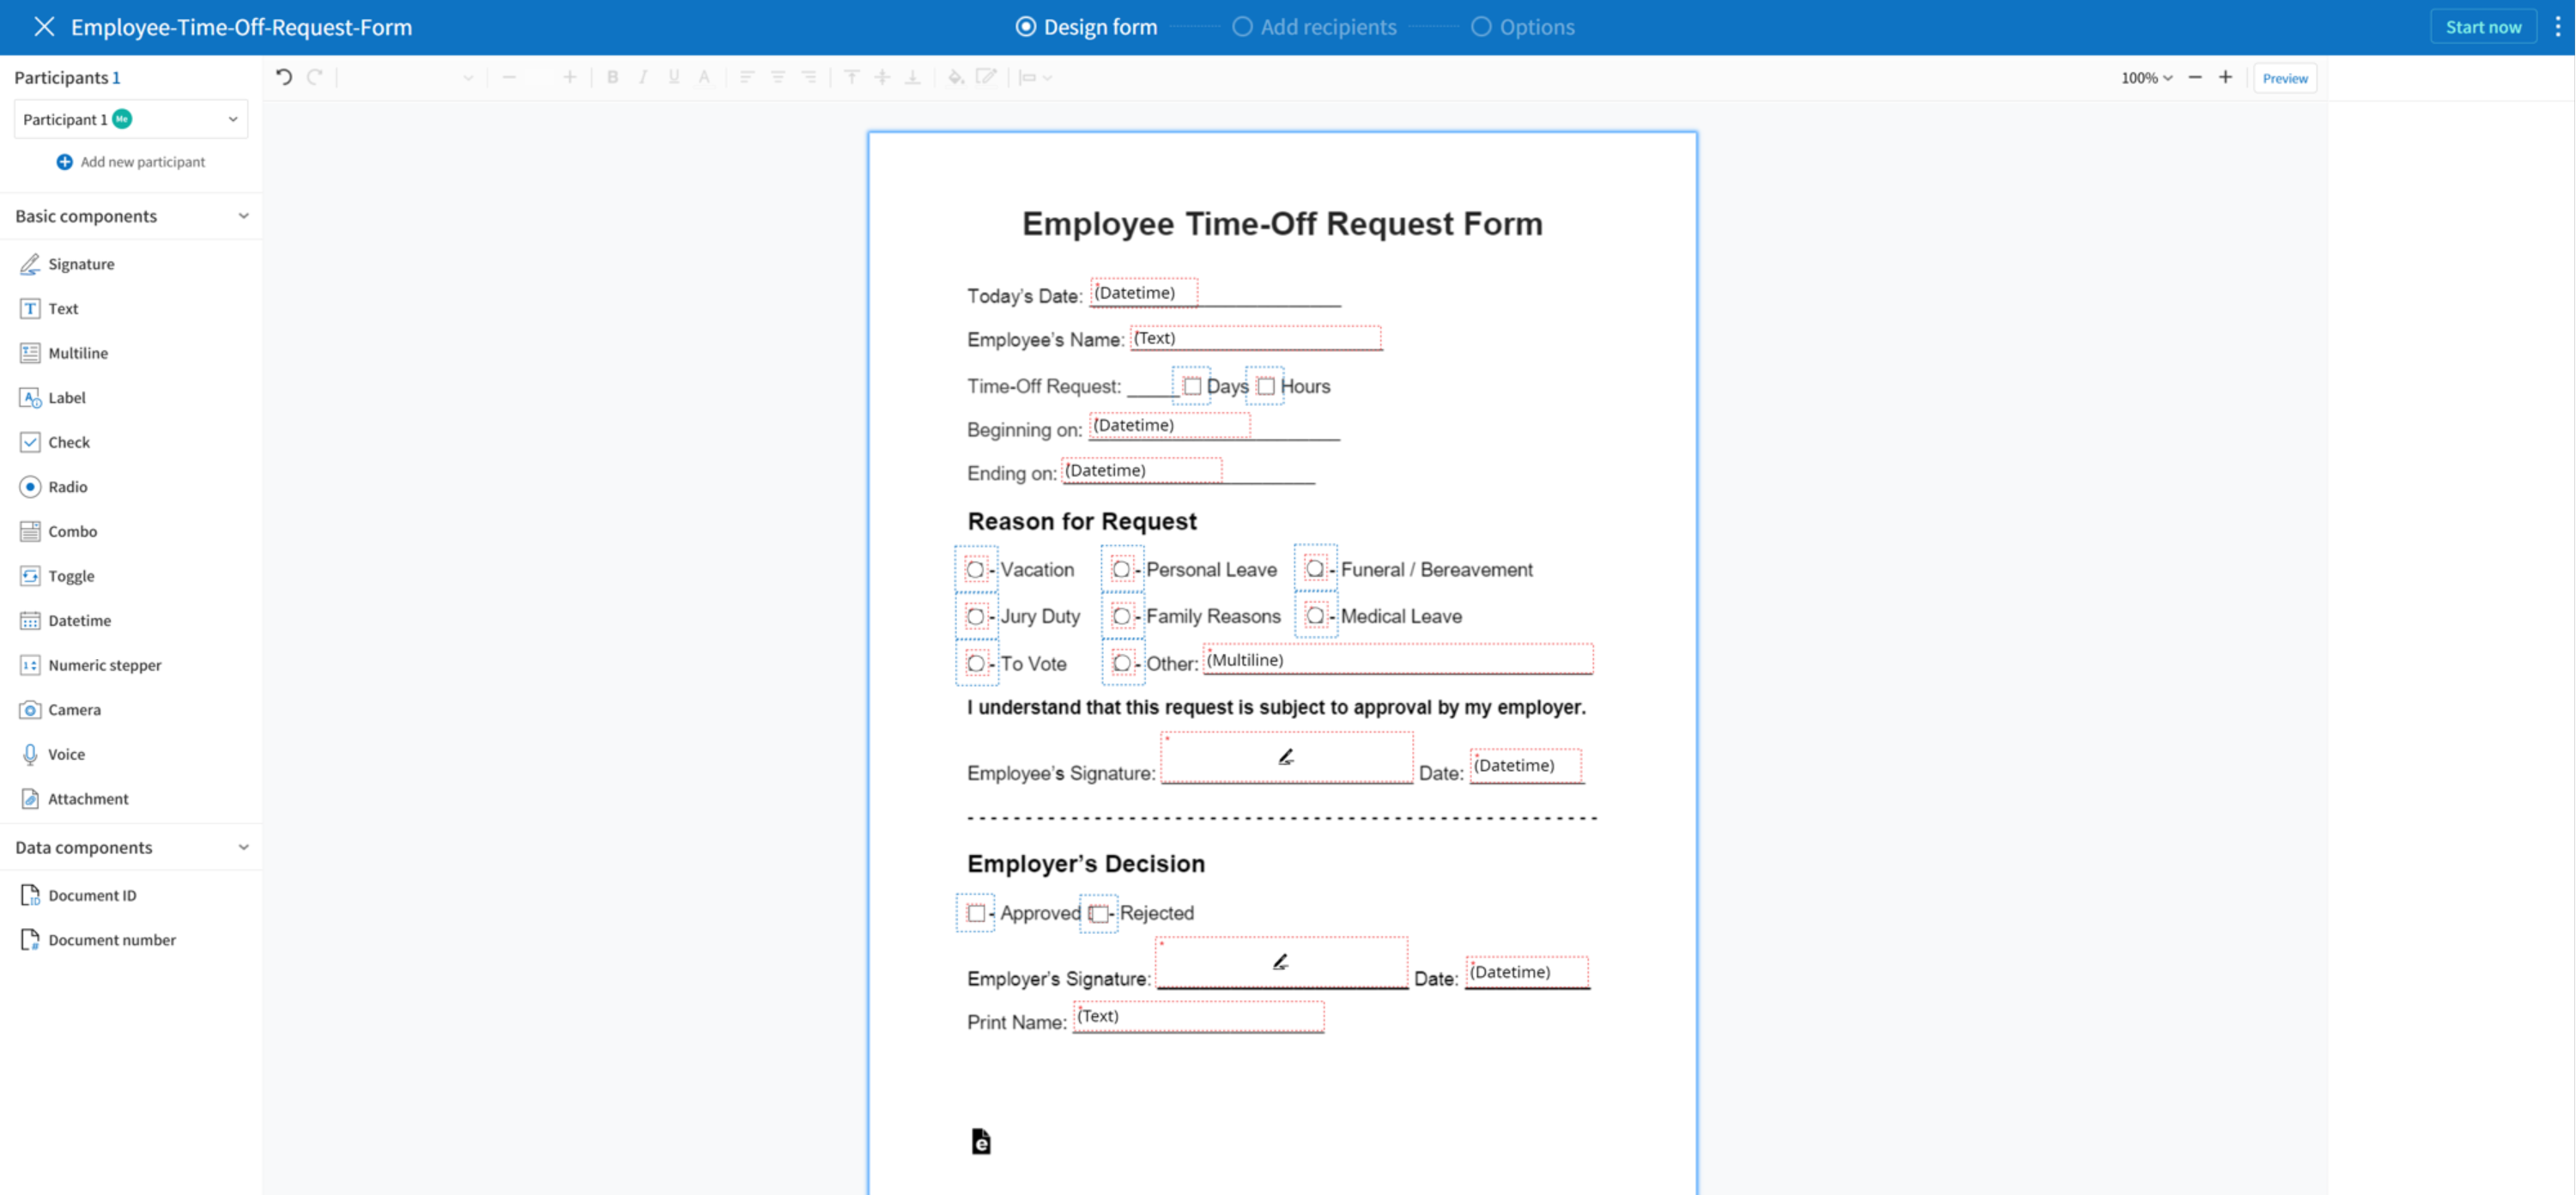 Employee-Time-Off-Request-Form
Design form
Add recipients
Options
Start now
Participants 1
100%
Preview
Participant 1 Me
Add new participant
Basic components
Signature
Text
Multiline
Label
Check
Radio
Combo
Toggle
Datetime
Numeric stepper
Camera
Voice
Attachment
Data components
Document ID
Document number
Employee Time-Off Request Form
Today's Date: (Datetime)
Employee's Name: (Text)
Time-Off Request: _____ Days Hours
Beginning on: (Datetime)
Ending on: (Datetime)
Reason for Request
- Vacation - Personal Leave - Funeral / Bereavement
- Jury Duty - Family Reasons - Medical Leave
- To Vote - Other: (Multiline)
I understand that this request is subject to approval by my employer.
Employee's Signature: Date: (Datetime)
Employer's Decision
- Approved - Rejected
Employer's Signature: Date: (Datetime)
Print Name: (Text)